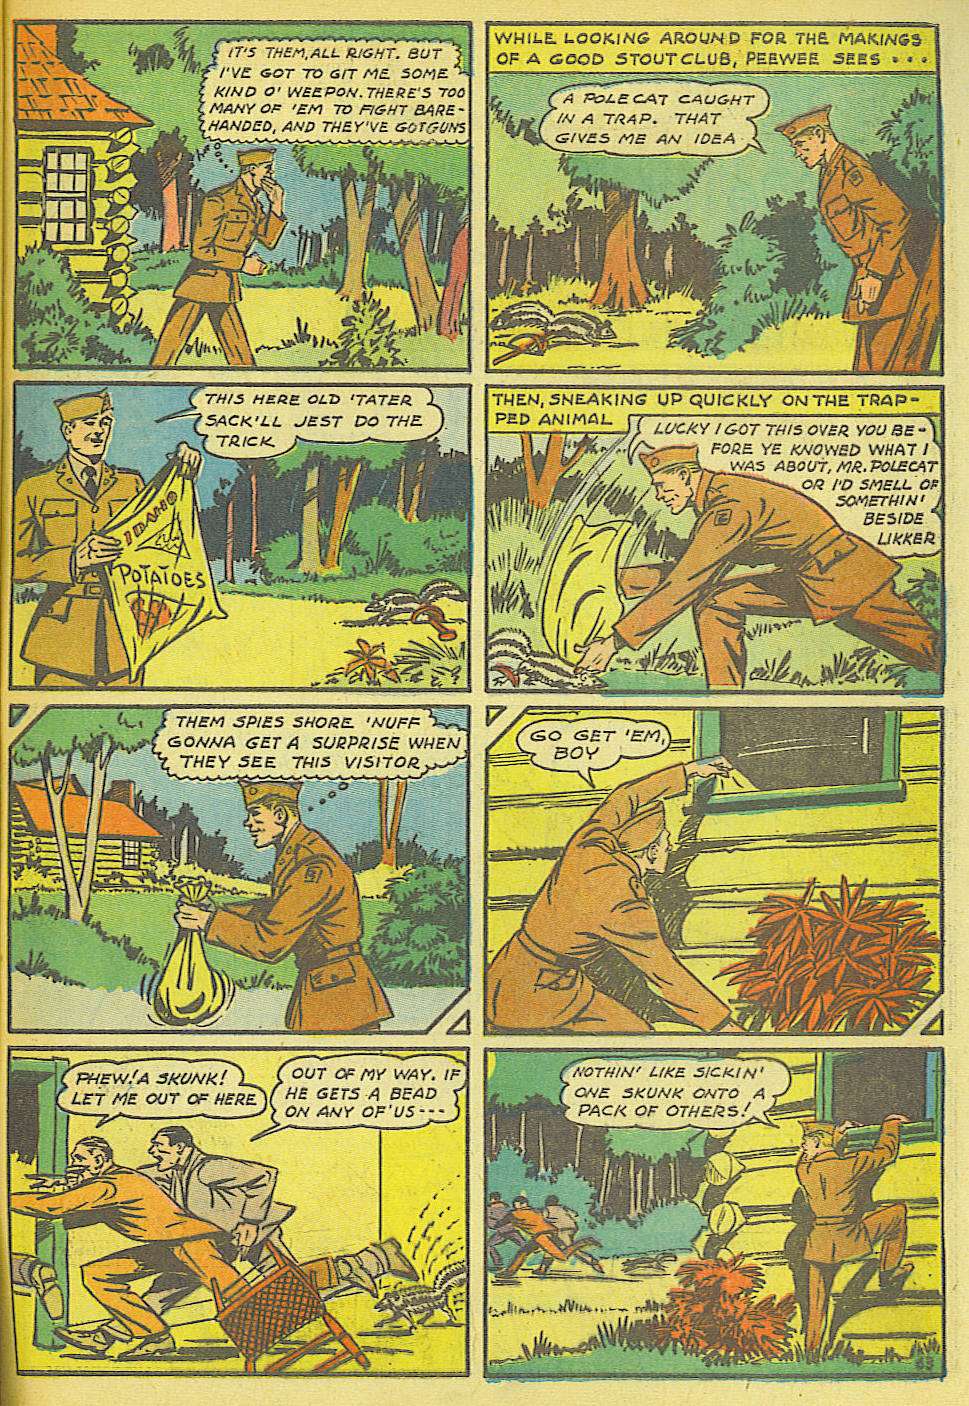 IT'S THEM, ALL RIGHT. BUT
I'VE GOT TO GIT ME SOME
KIND O' WEEPON. THERE'S TOO
MANY OF 'EM TO FIGHT BARE-
HANDED, AND THEY'VE GOT GUNS
WHILE LOOKING AROUND FOR THE MAKINGS
OF A GOOD STOUT CLUB, PEEWEE SEES . . .
A POLECAT CAUGHT
IN A TRAP. THAT
GIVES ME AN IDEA
THIS HERE OLD 'TATER
SACK'LL JEST DO THE
TRICK
IDAHO
POTATOES
THEN, SNEAKING UP QUICKLY ON THE TRAP-
PED ANIMAL
LUCKY I GOT THIS OVER YOU BE-
FORE YE KNOWED WHAT I
WAS ABOUT, MR. POLECAT
OR I'D SMELL OF
SOMETHIN'
BESIDE
LIKKER
THEM SPIES SHORE 'NUFF
GONNA GET A SURPRISE WHEN
THEY SEE THIS VISITOR
GO GET 'EM,
BOY
PHEW! A SKUNK!
LET ME OUT OF HERE
OUT OF MY WAY. IF
HE GETS A BEAD
ON ANY OF US---
NOTHIN' LIKE SICKIN'
ONE SKUNK ONTO A
PACK OF OTHERS!